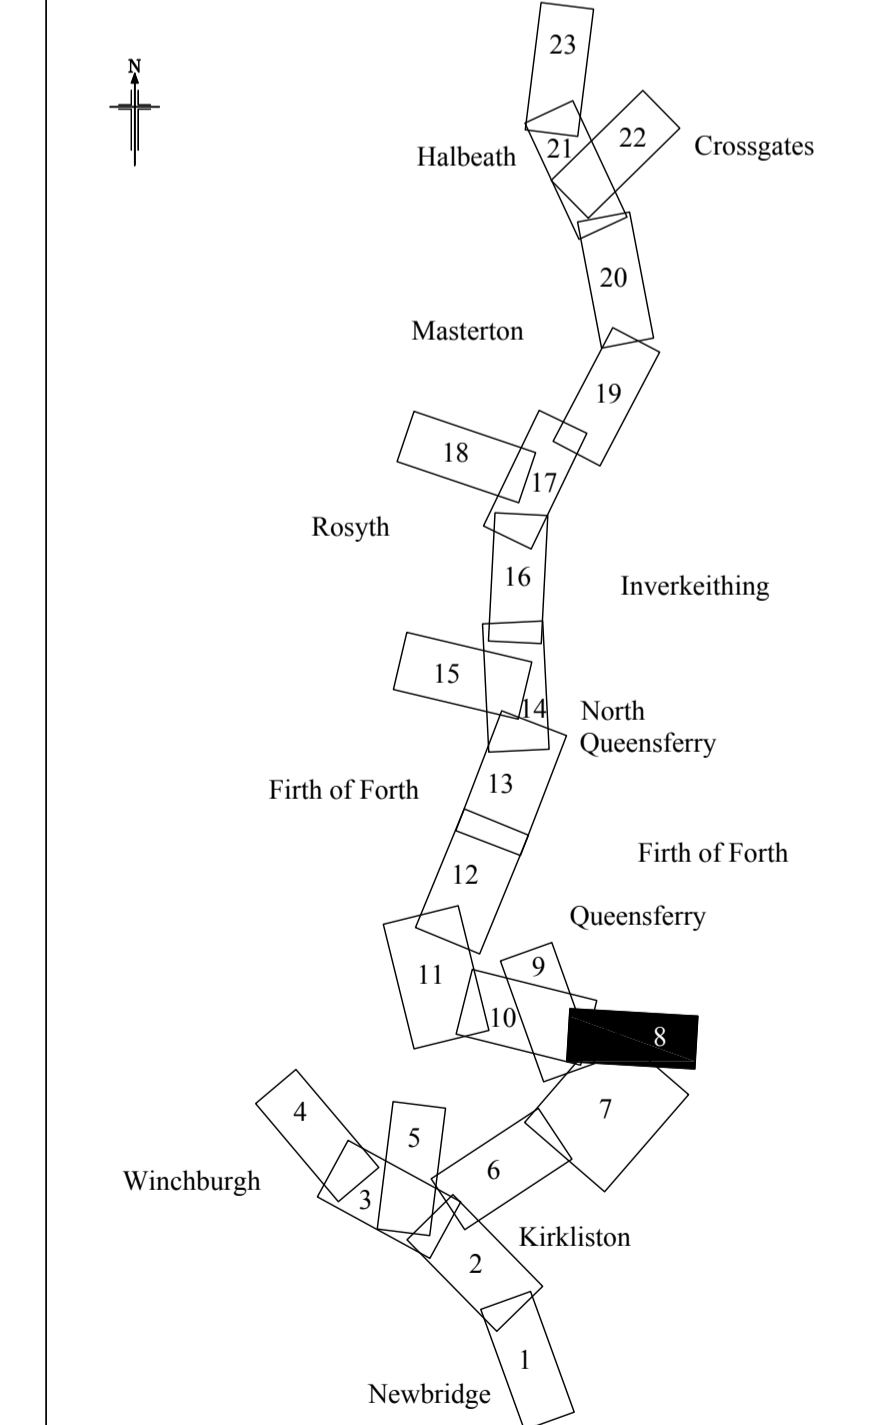 23
N
22
Crossgates
21
Halbeath
20
Masterton
19
18
17
Rosyth
16
Inverkeithing
15
14
North
Queensferry
13
Firth of Forth
Firth of Forth
12
Queensferry
9
11
10
8
7
4
5
6
Winchburgh
3
Kirkliston
2
1
Newbridge